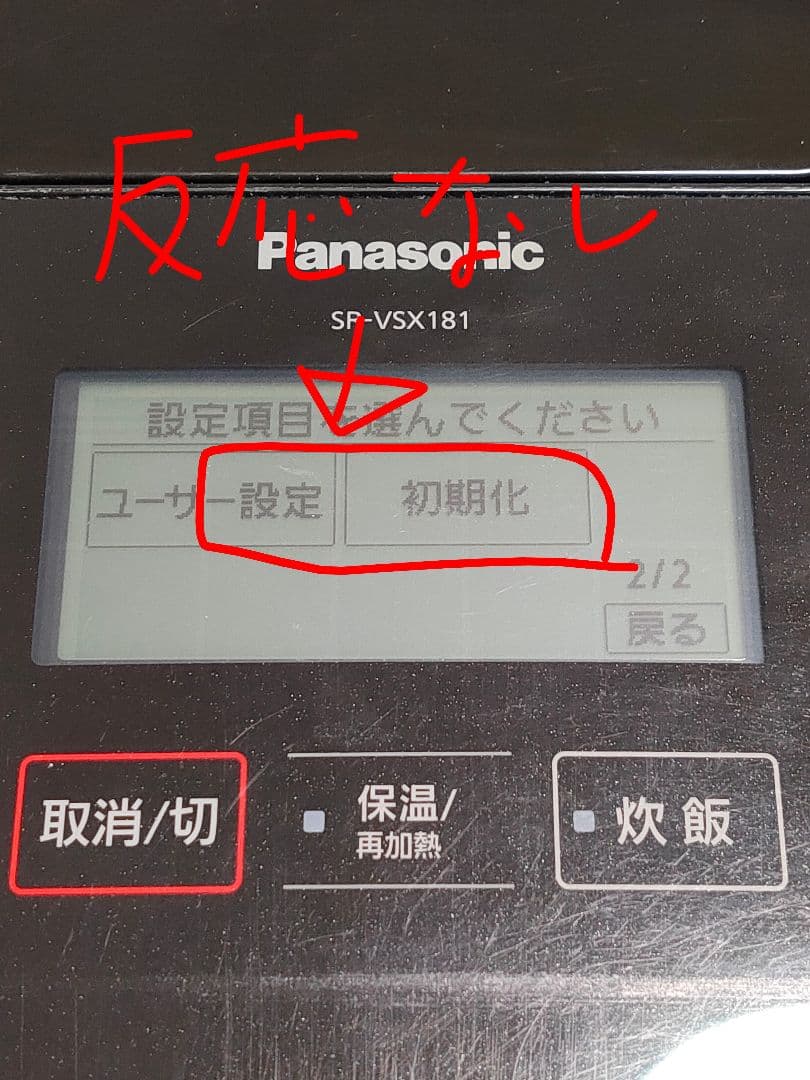 反応なし
Panasonic
SR-VSX181
設定項目を選んでください
ユーザー設定 初期化
2/2
戻る
取消/切 保温/再加熱 炊飯